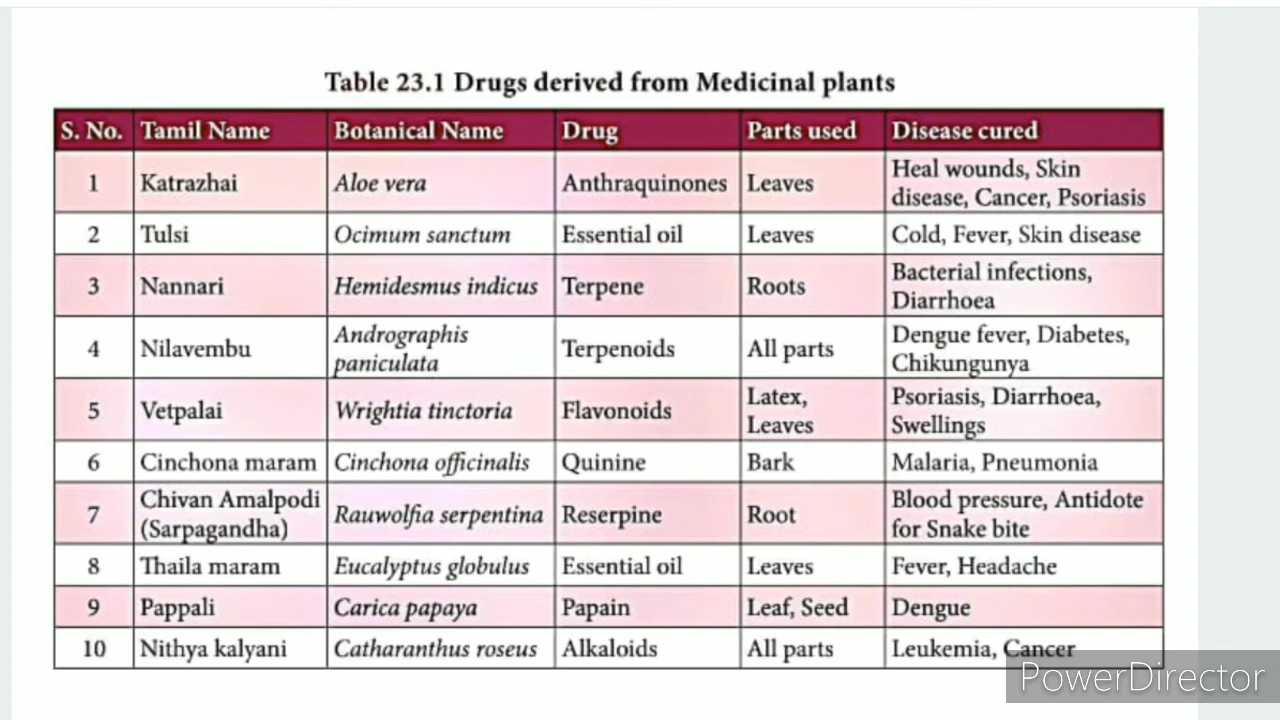 Table 23.1 Drugs derived from Medicinal plants
S. No. Tamil Name Botanical Name Drug Parts used Disease cured
1 Katrazhai Aloe vera Anthraquinones Leaves Heal wounds, Skin
disease, Cancer, Psoriasis
2 Tulsi Ocimum sanctum Essential oil Leaves Cold, Fever, Skin disease
3 Nannari Hemidesmus indicus Terpene Roots Bacterial infections,
Diarrhoea
4 Nilavembu Andrographis
paniculata Terpenoids All parts Dengue fever, Diabetes,
Chikungunya
5 Vetpalai Wrightia tinctoria Flavonoids Latex,
Leaves Psoriasis, Diarrhoea,
Swellings
6 Cinchona maram Cinchona officinalis Quinine Bark Malaria, Pneumonia
7 Chivan Amalpodi
(Sarpagandha) Rauwolfia serpentina Reserpine Root Blood pressure, Antidote
for Snake bite
8 Thaila maram Eucalyptus globulus Essential oil Leaves Fever, Headache
9 Pappali Carica papaya Papain Leaf, Seed Dengue
10 Nithya kalyani Catharanthus roseus Alkaloids All parts Leukemia, Cancer
PowerDirector